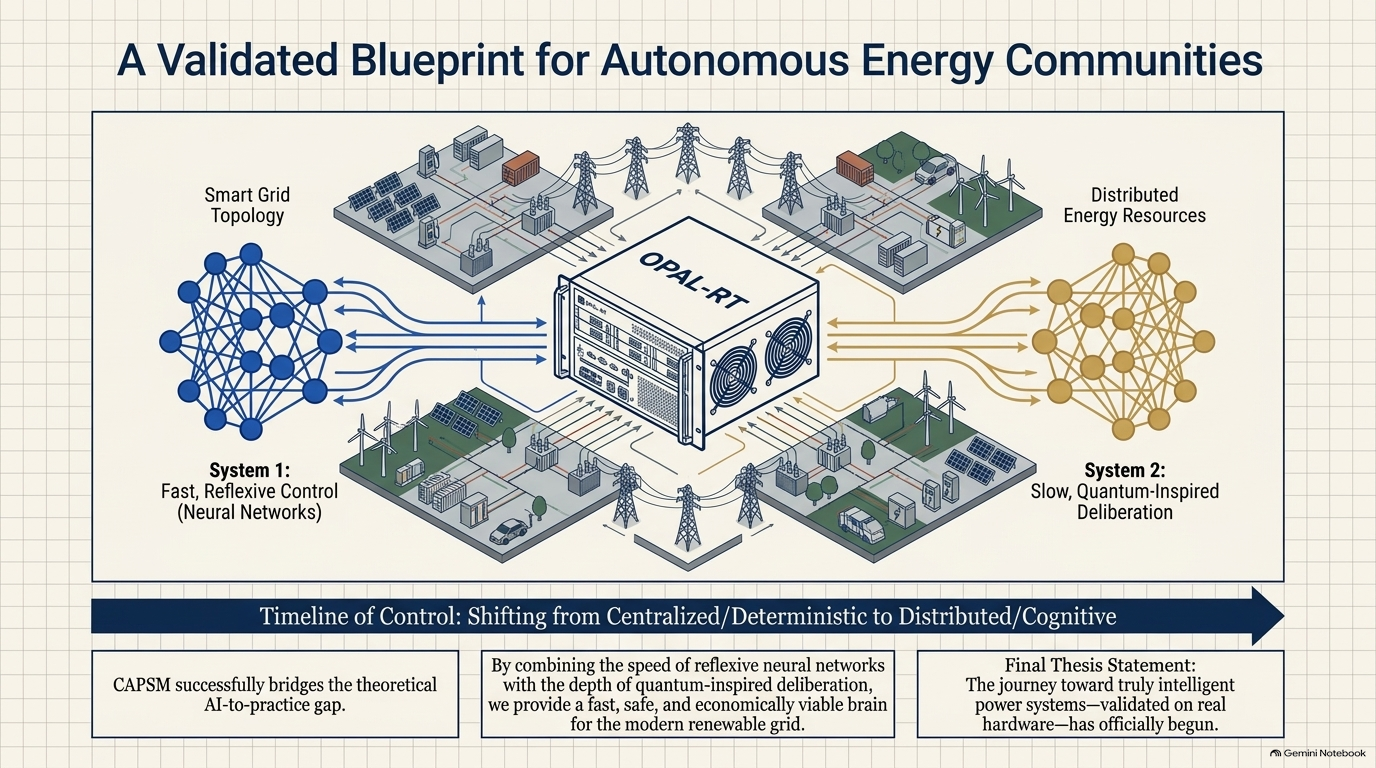 A Validated Blueprint for Autonomous Energy Communities
Smart Grid
Topology
Distributed
Energy Resources
OPAL-RT
System 1:
Fast, Reflexive Control
(Neural Networks)
System 2:
Slow, Quantum-Inspired
Deliberation
Timeline of Control: Shifting from Centralized/Deterministic to Distributed/Cognitive
CAPSM successfully bridges the theoretical
AI-to-practice gap.
By combining the speed of reflexive neural networks
with the depth of quantum-inspired deliberation,
we provide a fast, safe, and economically viable brain
for the modern renewable grid.
Final Thesis Statement:
The journey toward truly intelligent
power systems—validated on real
hardware—has officially begun.
Gemini Notebook